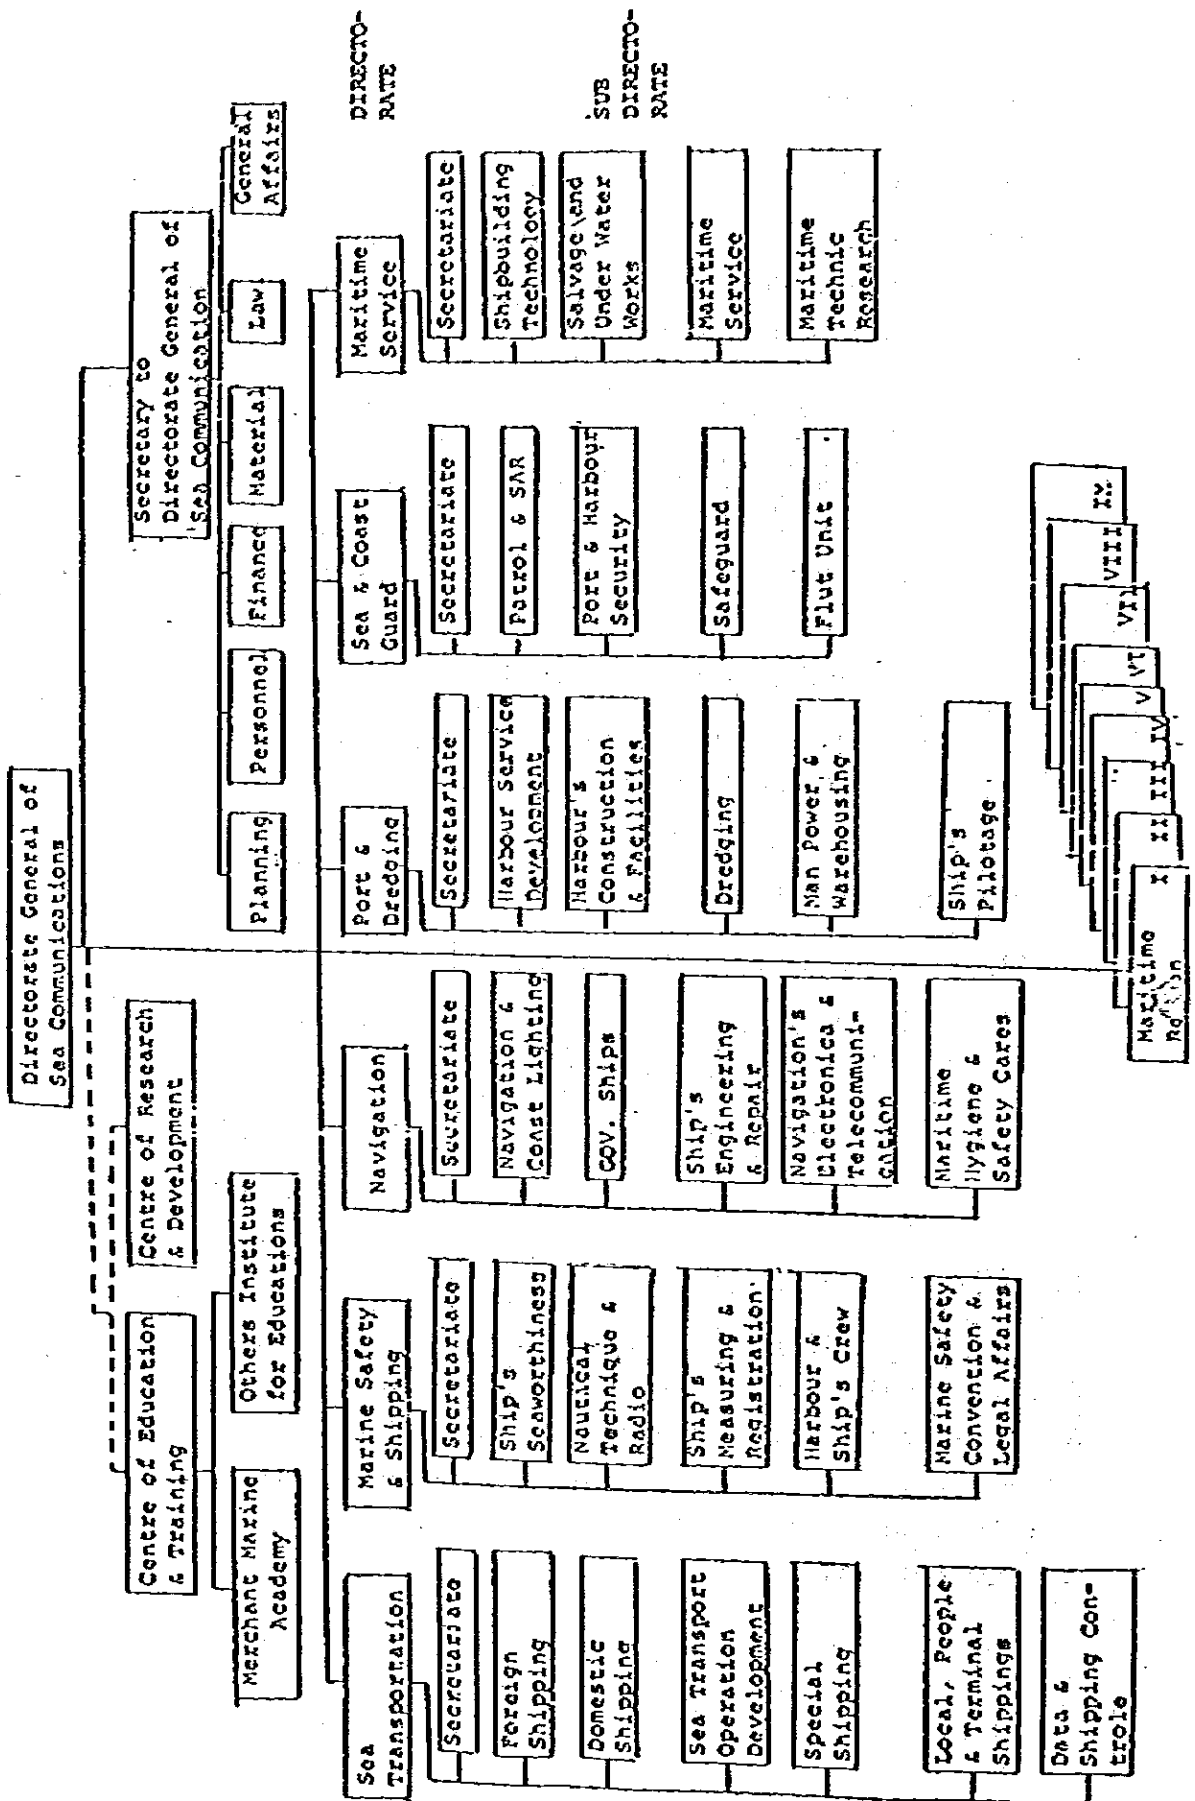 Directorate General of
Sea Communications
Centre of Education
& Training
Centre of Research
& Development
Secretary to
Directorate General of
Sea Communication
Merchant Marine
Academy
Others Institute
for Educations
Planning
Personnel
Finance
Material
Law
General
Affairs
DIRECTO-
RATE
Sea
Transportation
Marine Safety
& Shipping
Navigation
Port &
Dredging
Sea & Coast
Guard
Maritime
Service
SUB
DIRECTO-
RATE
Secretariate
Foreign
Shipping
Domestic
Shipping
Sea Transport
Operation
Development
Special
Shipping
Local, People
& Terminal
Shippings
Data &
Shipping Con-
trole
Secretariate
Ship's
Seaworthiness
Nautical
Technique &
Radio
Ship's
Measuring &
Registration
Harbour &
Ship's crew
Marine Safety
Convention &
Legal Affairs
Secretariate
Navigation &
Coast Lighting
GOV. Ships
Ship's
Engineering
& Repair
Navigation's
Electronica &
Telecommuni-
cation
Maritime
Hygiene &
Safety Cares
Secretariate
Harbour Service
Development
Harbour's
Construction
& Facilities
Dredging
Man Power &
Warehousing
Ship's
Pilotage
Secretariate
Patrol & SAR
Port & Harbour
Security
Safeguard
Flut Unit
Secretariate
Shipbuilding
Technology
Salvage and
Under Water
Works
Maritime
Service
Maritime
Technic
Research
Maritime
I
II
III
IV
V
VI
VII
VIII
IX